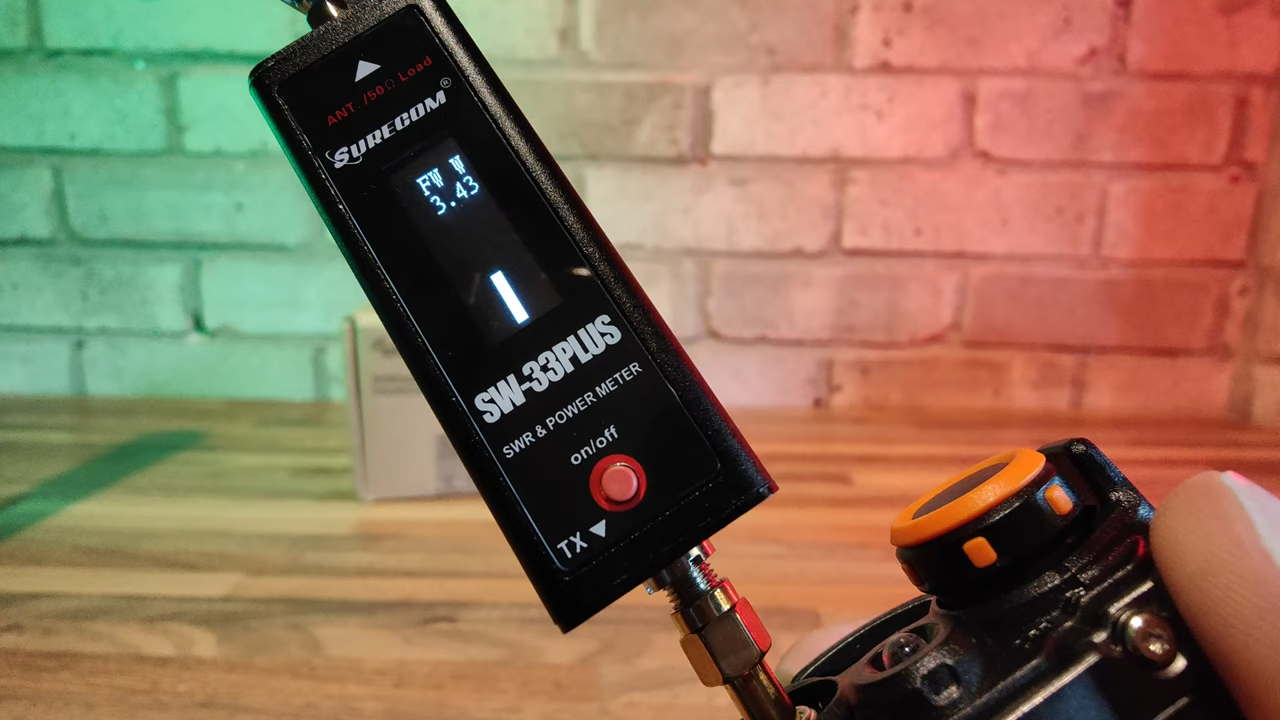 ANT. /50Ω Load
SURECOM®
FW W
3.43
SW-33PLUS
SWR & POWER METER
on/off
TX